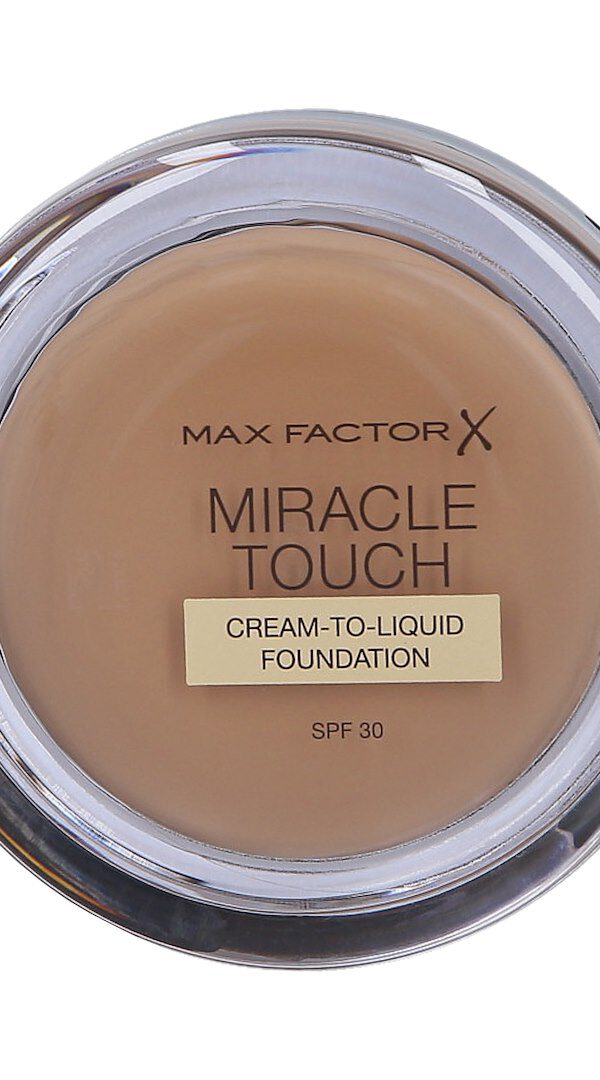 MAX FACTOR X
MIRACLE
TOUCH
CREAM-TO-LIQUID
FOUNDATION
SPF 30